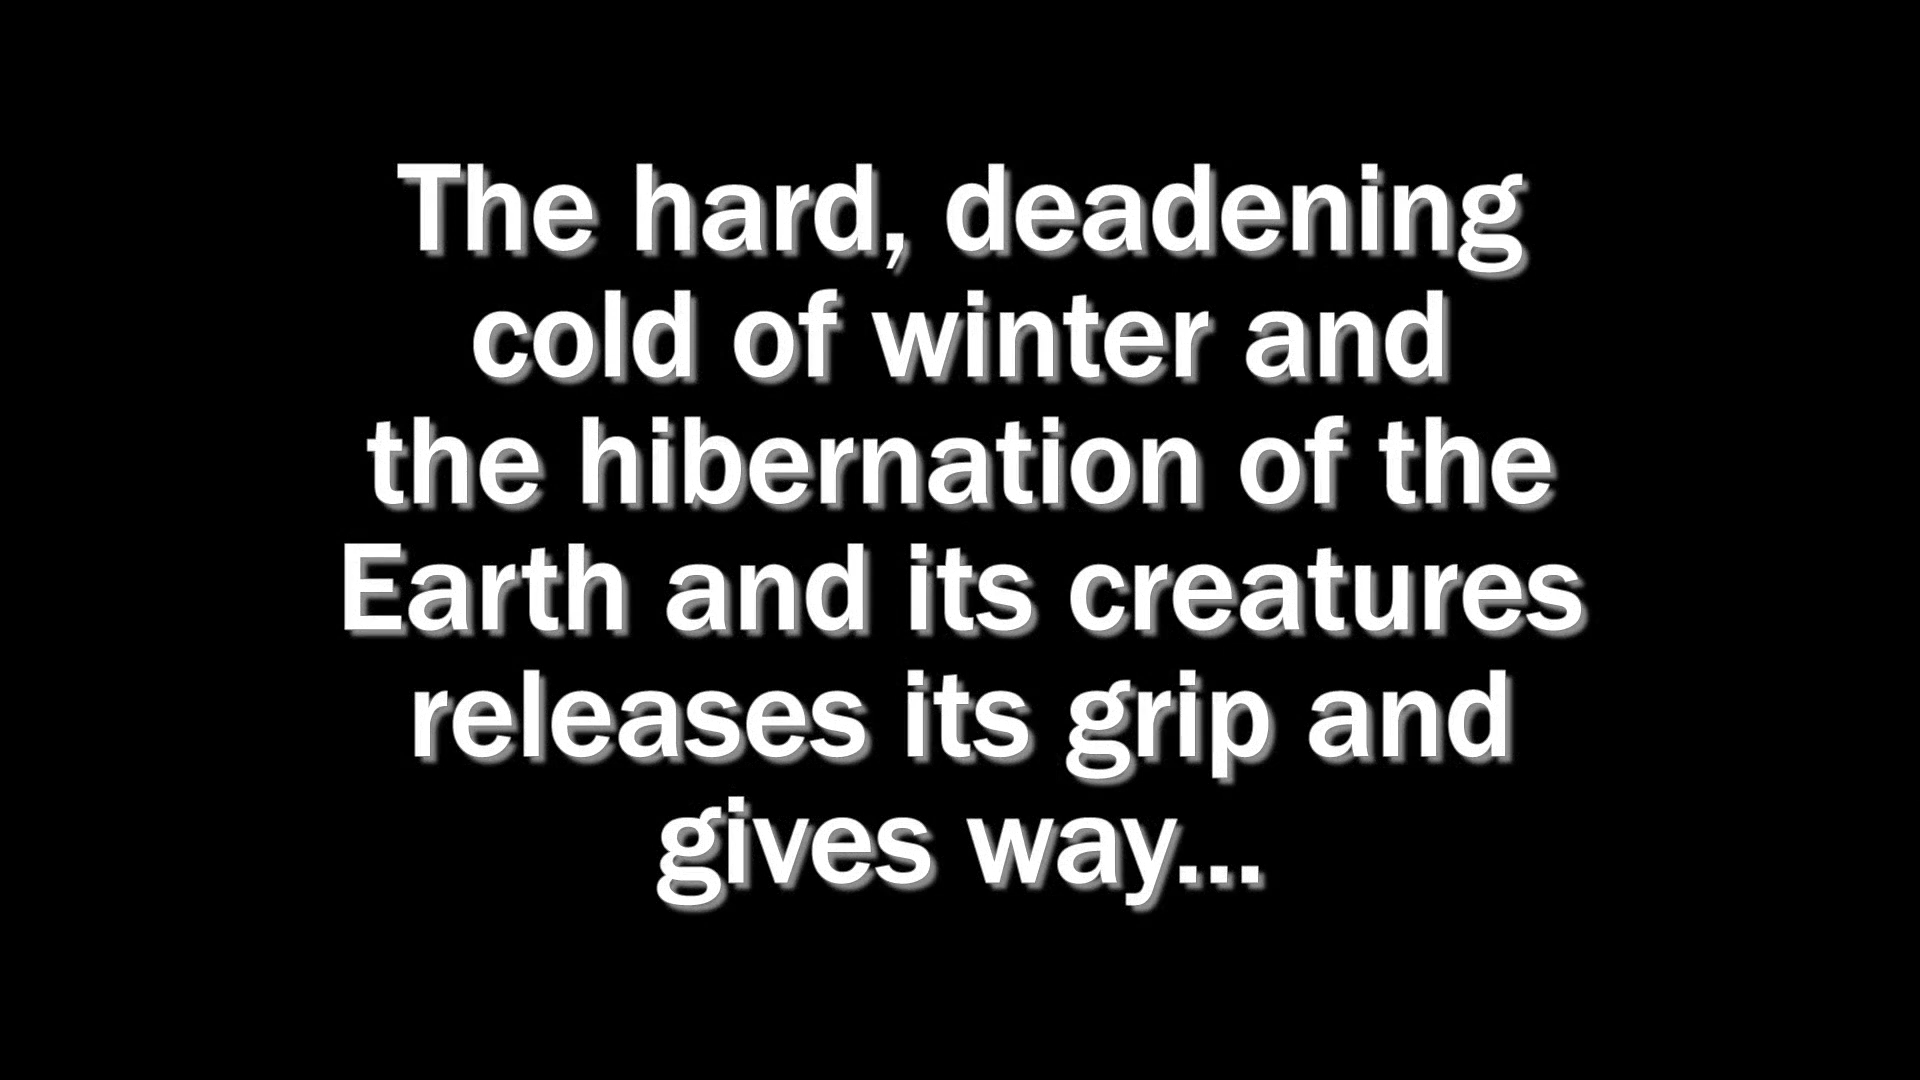 The hard, deadening
cold of winter and
the hibernation of the
Earth and its creatures
releases its grip and
gives way...